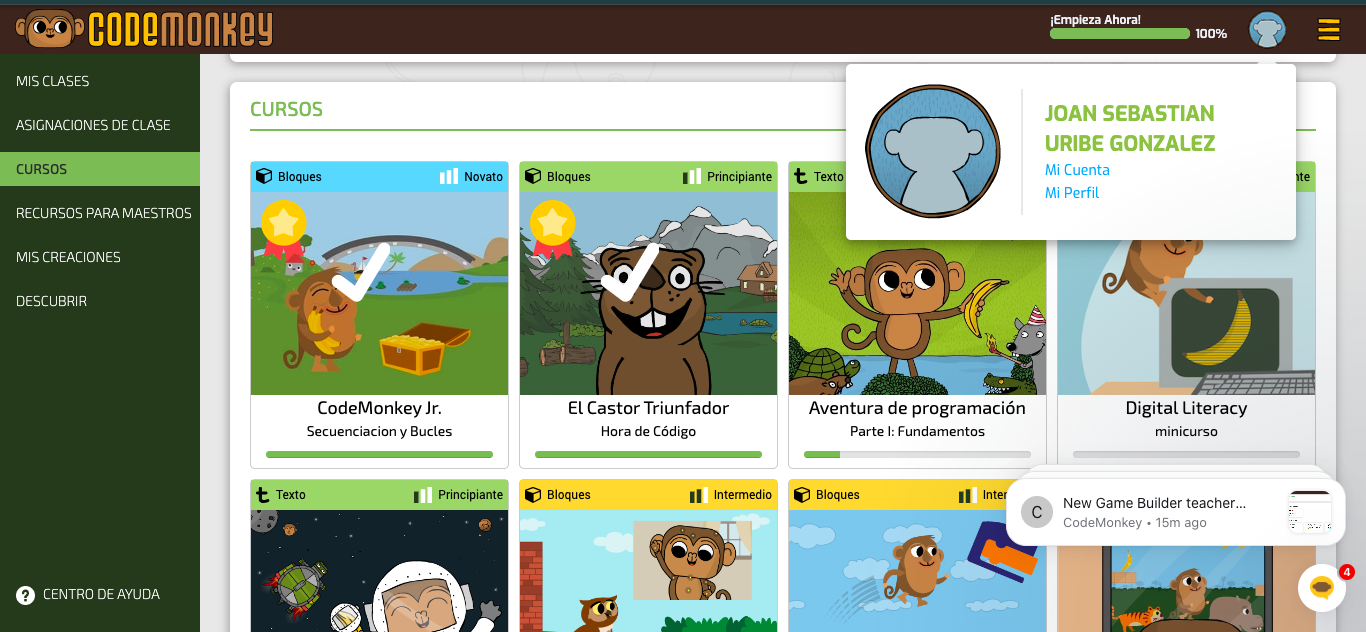 CODEMONKEY
¡Empieza Ahora!
100%
MIS CLASES
ASIGNACIONES DE CLASE
CURSOS
RECURSOS PARA MAESTROS
MIS CREACIONES
DESCUBRIR
CENTRO DE AYUDA
CURSOS
JOAN SEBASTIAN
URIBE GONZALEZ
Mi Cuenta
Mi Perfil
Bloques Novato
CodeMonkey Jr.
Secuenciacion y Bucles
Bloques Principiante
El Castor Triunfador
Hora de Código
Texto
Aventura de programación
Parte I: Fundamentos
Digital Literacy
minicurso
Texto Principiante
Bloques Intermedio
Bloques
New Game Builder teacher...
CodeMonkey • 15m ago
C
4